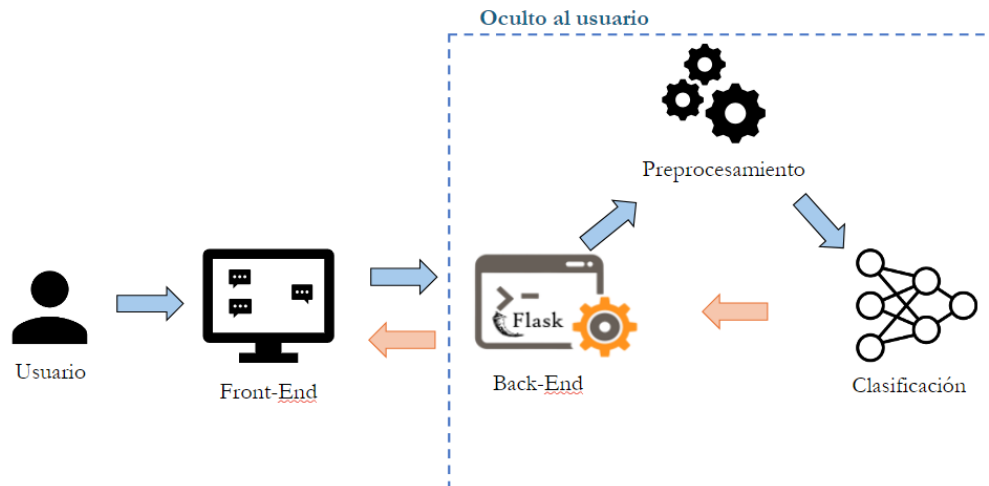 Oculto al usuario
Preprocesamiento
Flask
Usuario
Front-End
Back-End
Clasificación